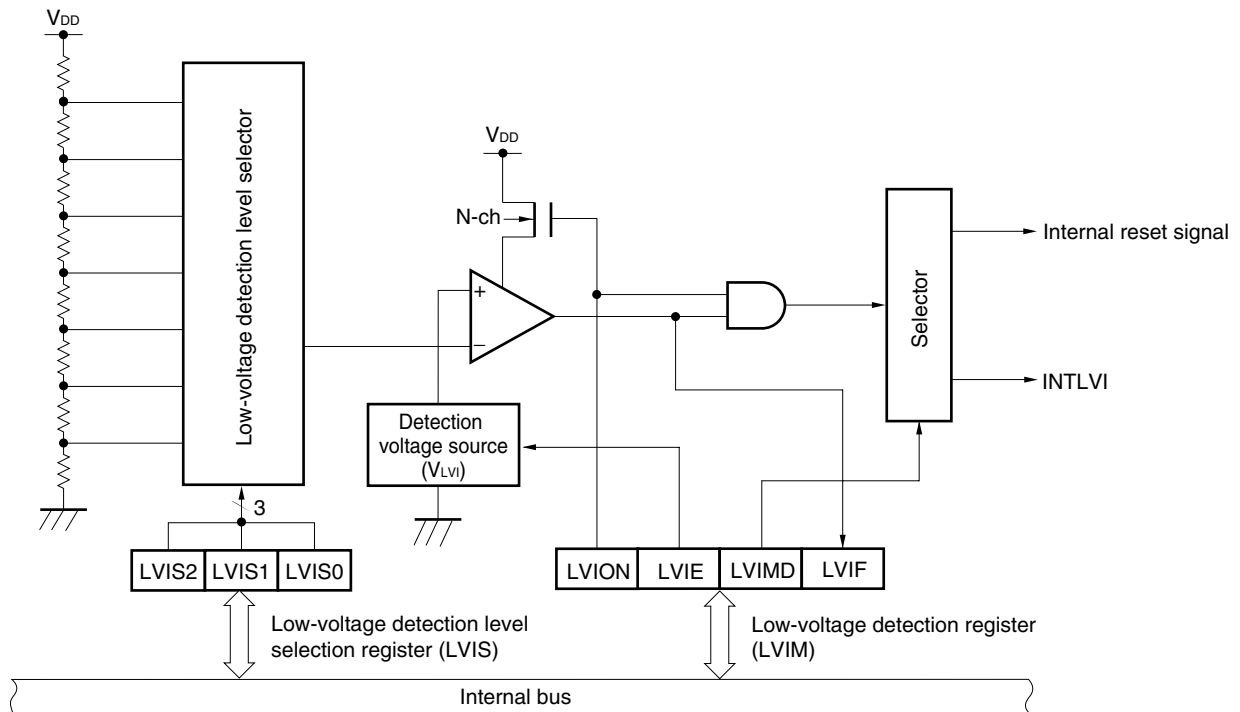 VDD
Low-voltage detection level selector
VDD
N-ch
+
−
Detection
voltage source
(VLVI)
Selector
Internal reset signal
INTLVI
3
LVIS2 LVIS1 LVIS0
LVION LVIE LVIMD LVIF
Low-voltage detection level
selection register (LVIS)
Low-voltage detection register
(LVIM)
Internal bus